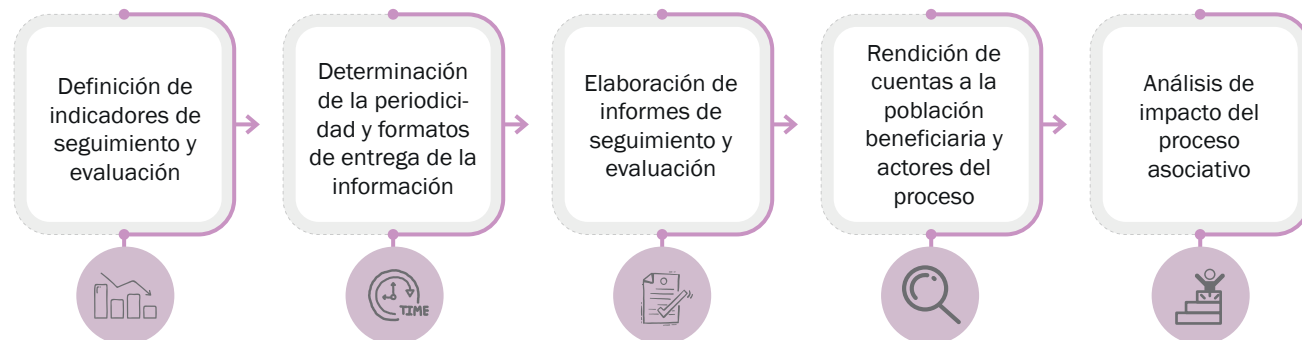 Definición de
indicadores de
seguimiento y
evaluación
Determinación
de la periodici-
dad y formatos
de entrega de la
información
Elaboración de
informes de
seguimiento y
evaluación
Rendición de
cuentas a la
población
beneficiaria y
actores del
proceso
Análisis de
impacto del
proceso
asociativo
TIME